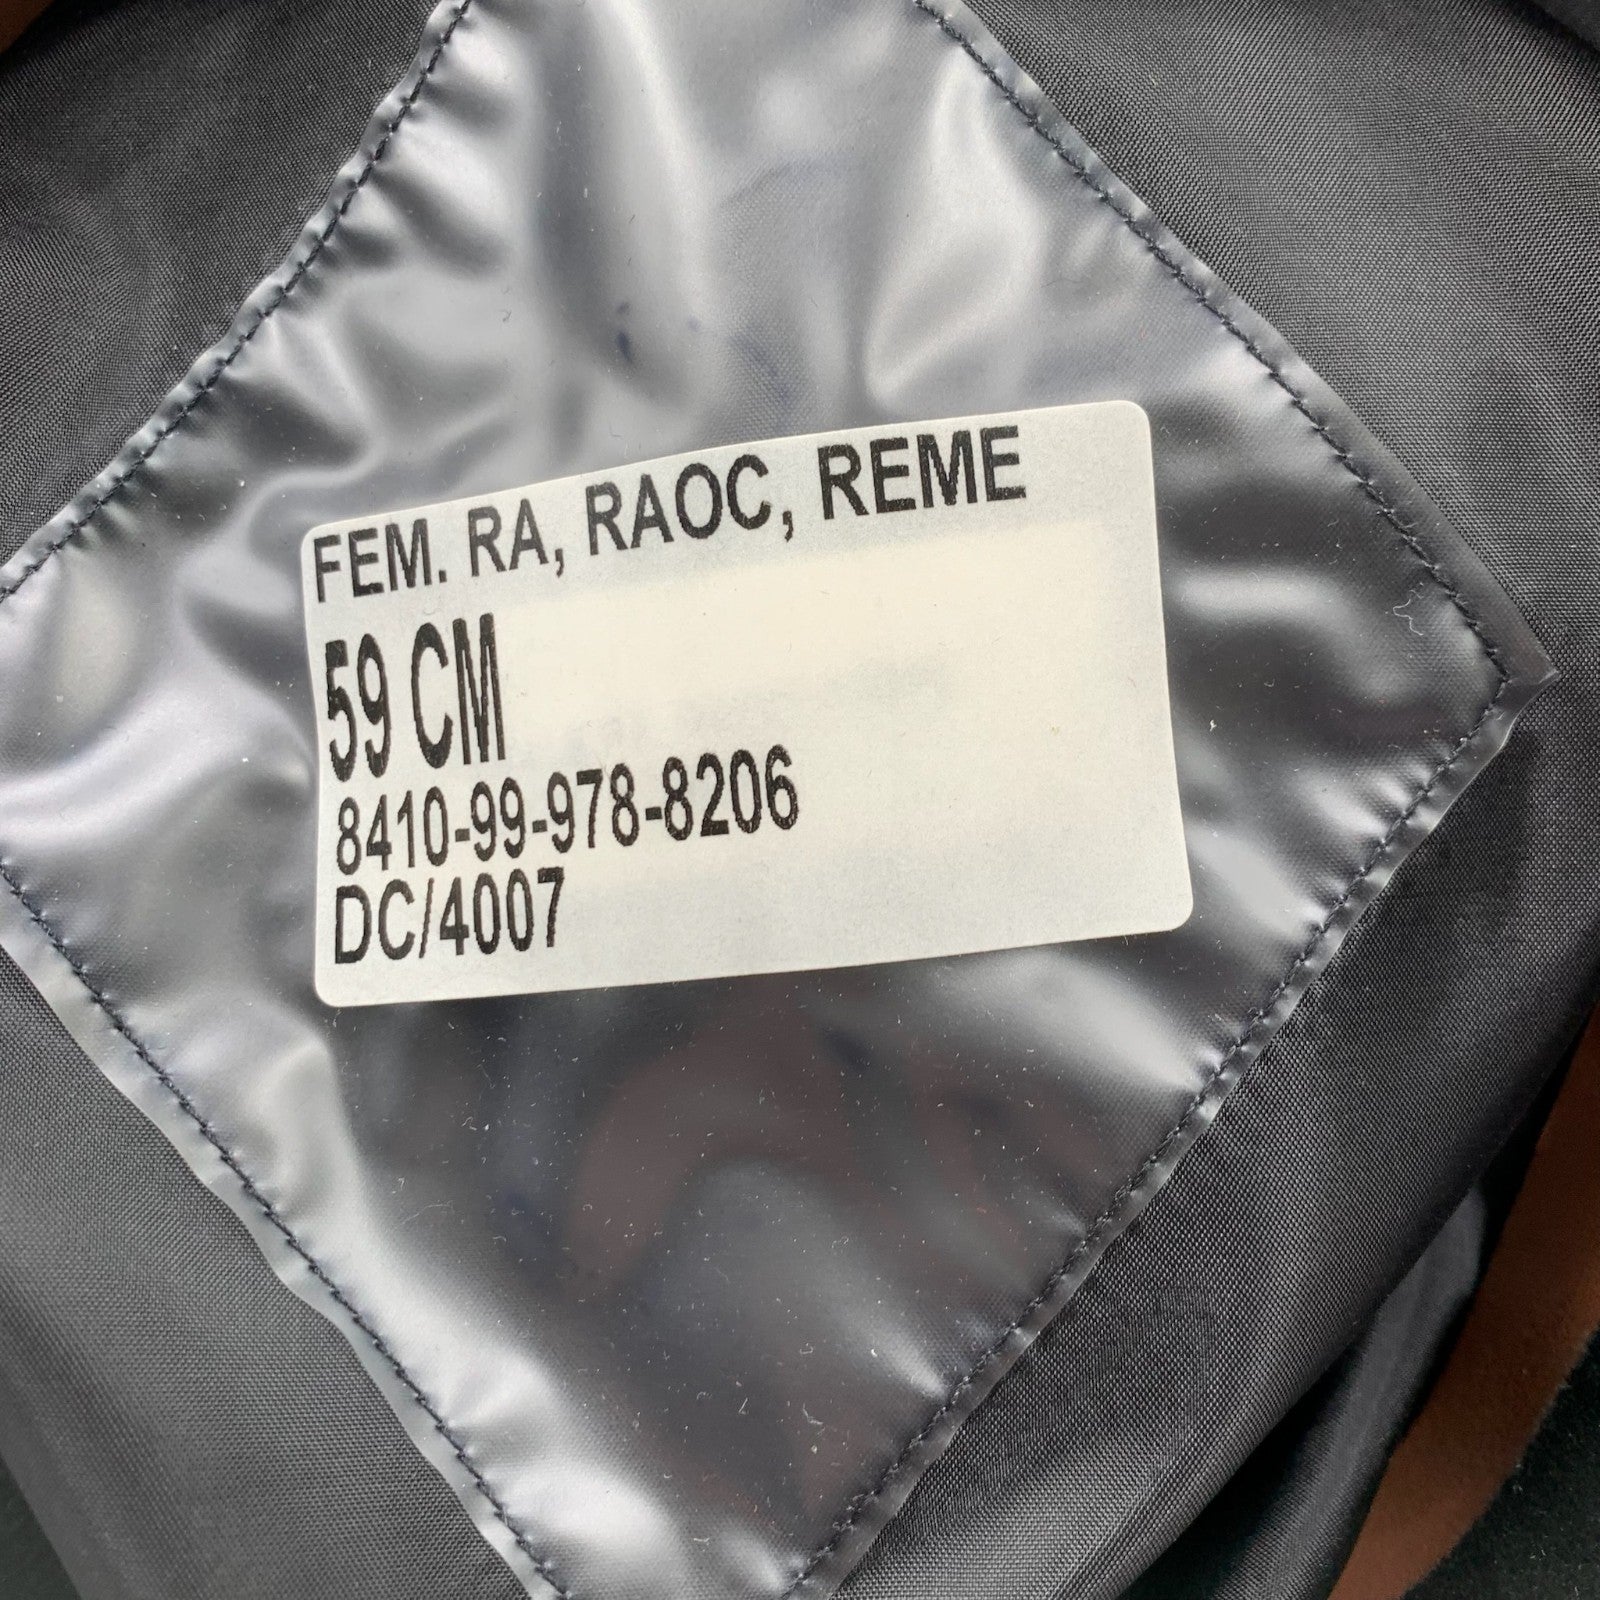 FEM. RA, RAOC, REME
59 CM
8410-99-978-8206
DC/4007